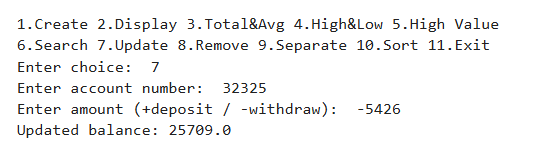 1.Create 2.Display 3.Total&Avg 4.High&Low 5.High Value
6.Search 7.Update 8.Remove 9.Separate 10.Sort 11.Exit
Enter choice:  7
Enter account number:  32325
Enter amount (+deposit / -withdraw):  -5426
Updated balance: 25709.0